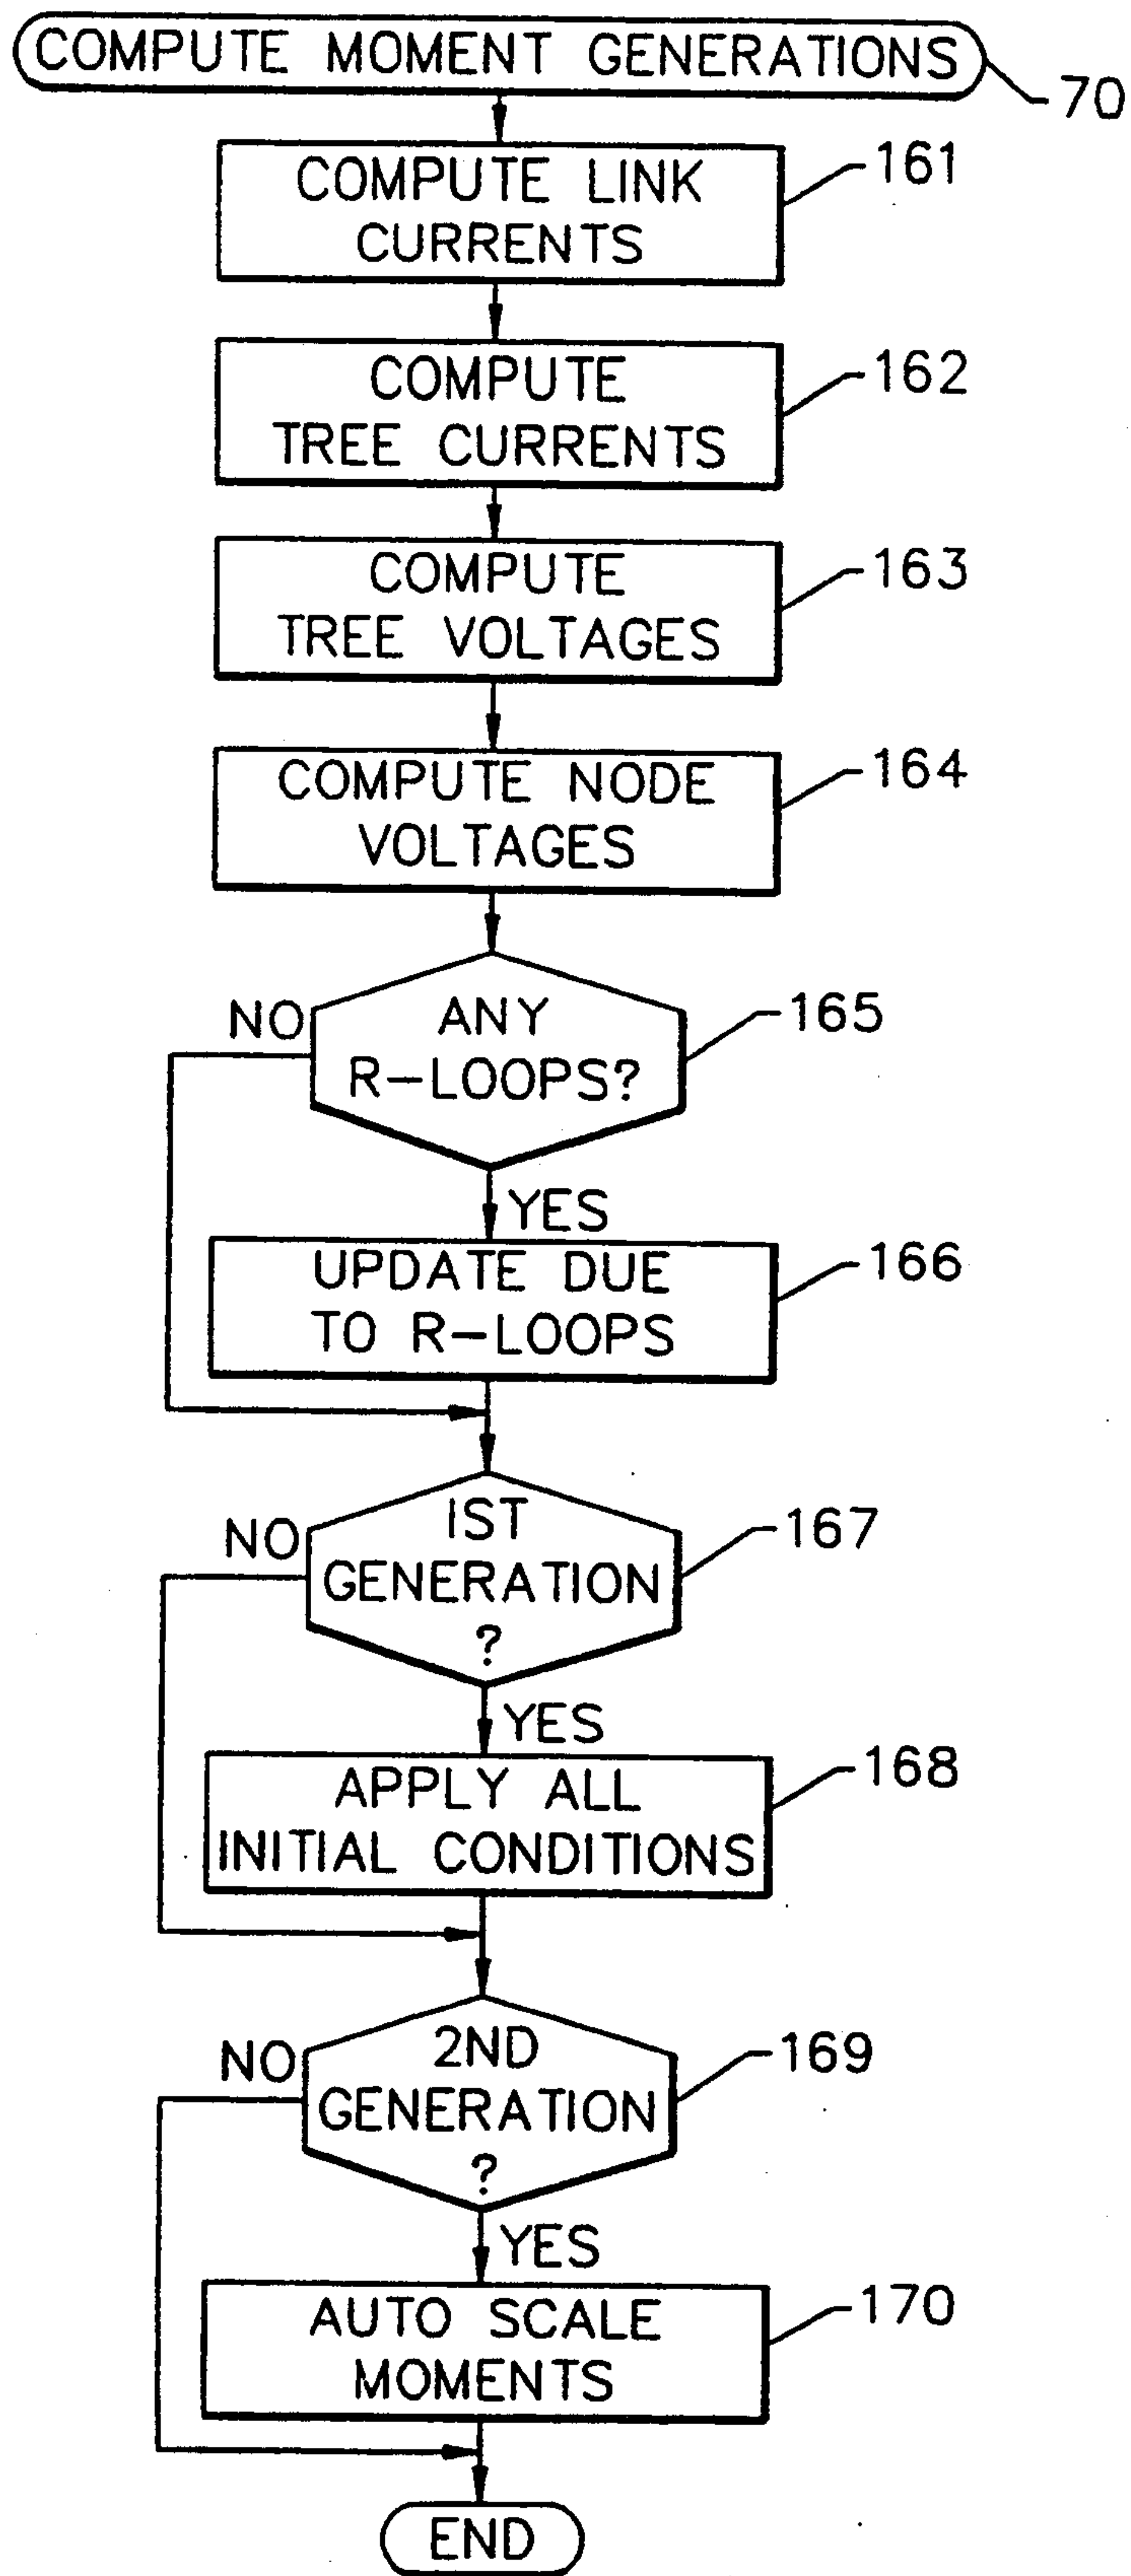 COMPUTE MOMENT GENERATIONS
70
COMPUTE LINK
CURRENTS
161
COMPUTE
TREE CURRENTS
162
COMPUTE
TREE VOLTAGES
163
COMPUTE NODE
VOLTAGES
164
NO
ANY
R-LOOPS?
165
YES
UPDATE DUE
TO R-LOOPS
166
NO
1ST
GENERATION
?
167
YES
APPLY ALL
INITIAL CONDITIONS
168
NO
2ND
GENERATION
?
169
YES
AUTO SCALE
MOMENTS
170
END